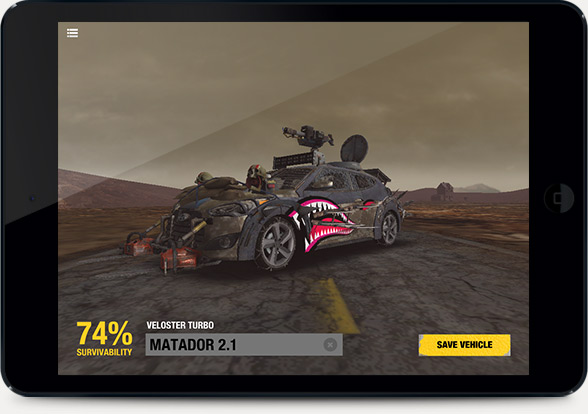 74%
SURVIVABILITY
VELOSTER TURBO
MATADOR 2.1
SAVE VEHICLE